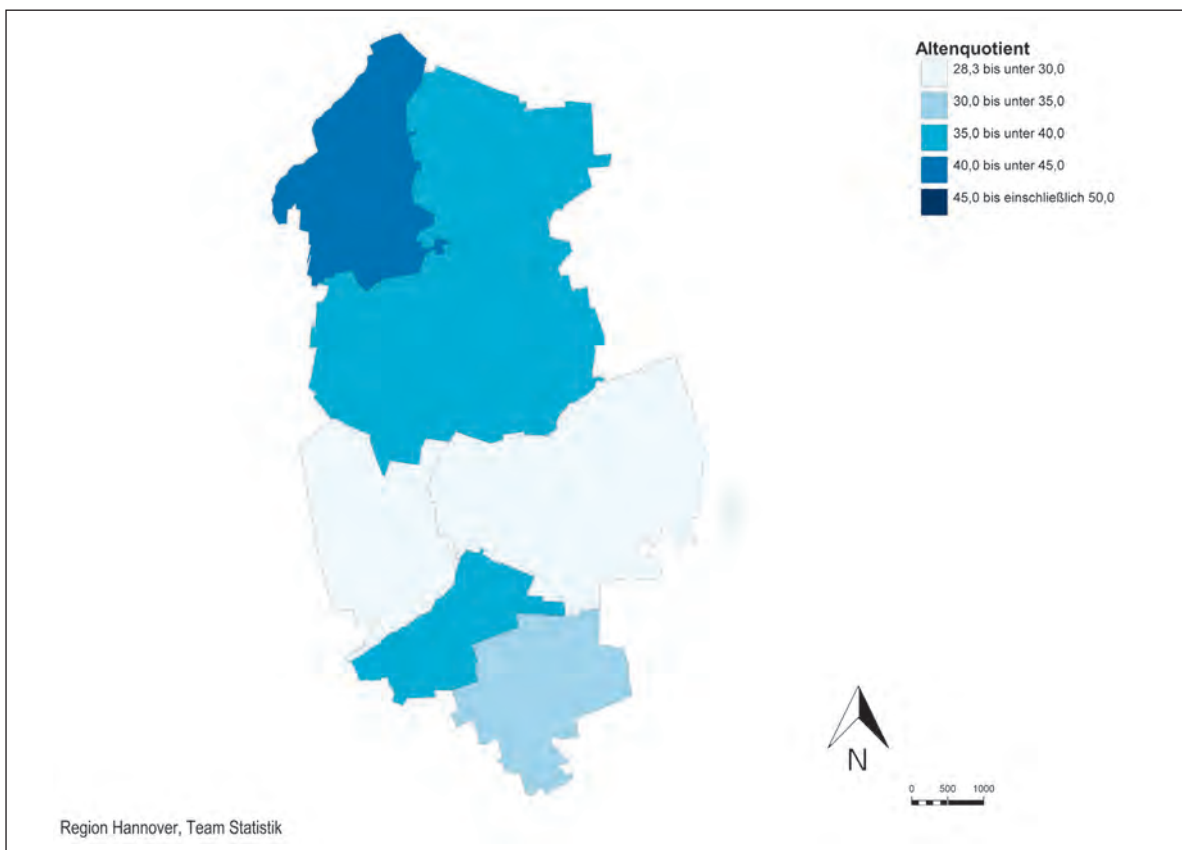 Altenquotient
28,3 bis unter 30,0
30,0 bis unter 35,0
35,0 bis unter 40,0
40,0 bis unter 45,0
45,0 bis einschließlich 50,0
N
0 500 1000
Region Hannover, Team Statistik